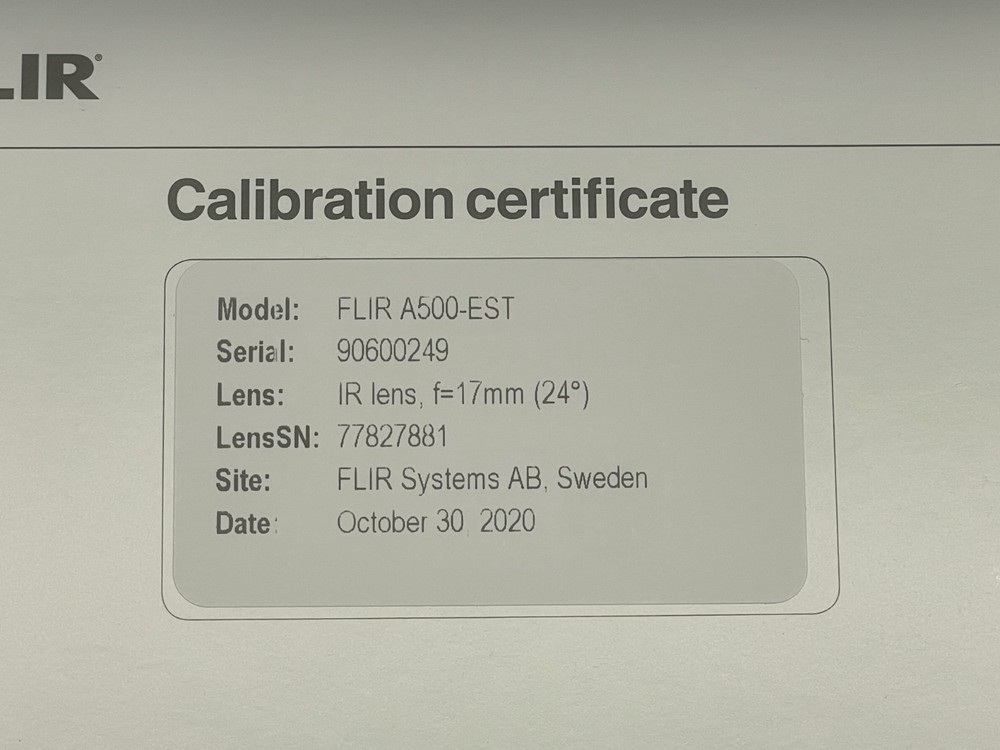 LIR®
Calibration certificate
Model: FLIR A500-EST
Serial: 90600249
Lens: IR lens, f=17mm (24°)
LensSN: 77827881
Site: FLIR Systems AB, Sweden
Date: October 30, 2020